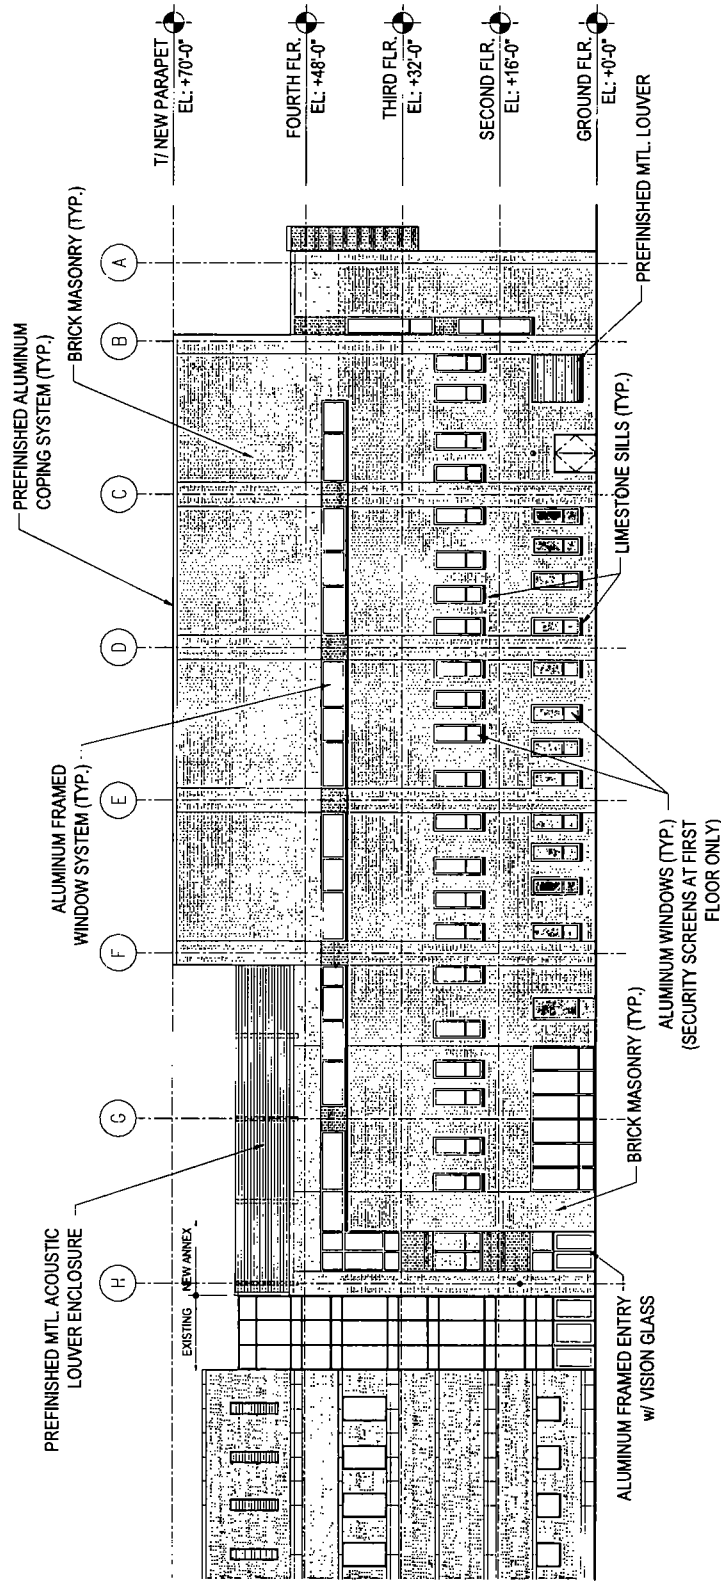 PREFINISHED MTL. ACOUSTIC
LOUVER ENCLOSURE
ALUMINUM FRAMED
WINDOW SYSTEM (TYP.)
PREFINISHED ALUMINUM
COPING SYSTEM (TYP.)
BRICK MASONRY (TYP.)
EXISTING
NEW ANNEX
H
G
F
E
D
C
B
A
T/ NEW PARAPET
EL: +70'-0"
FOURTH FLR.
EL: +48'-0"
THIRD FLR.
EL: +32'-0"
SECOND FLR.
EL: +16'-0"
GROUND FLR.
EL: +0'-0"
ALUMINUM FRAMED ENTRY
w/ VISION GLASS
BRICK MASONRY (TYP.)
ALUMINUM WINDOWS (TYP.)
(SECURITY SCREENS AT FIRST
FLOOR ONLY)
LIMESTONE SILLS (TYP.)
PREFINISHED MTL. LOUVER